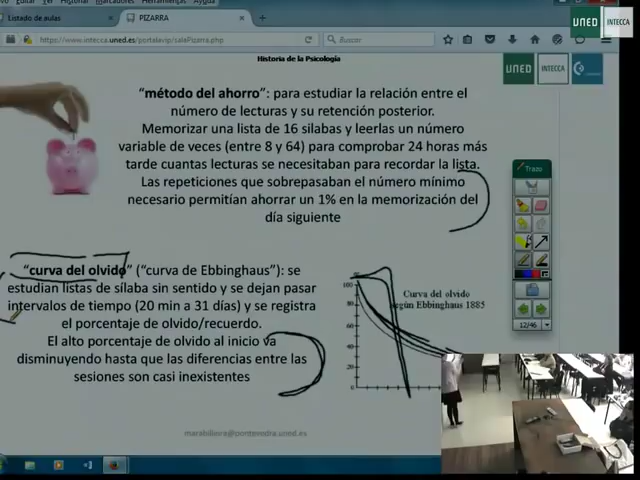 Listado de aulas
PIZARRA
https://www.intecca.uned.es/portalavip/salaPizarra.php
Buscar
UNED
INTECCA
Historia de la Psicología
UNED
INTECCA
"método del ahorro": para estudiar la relación entre el
número de lecturas y su retención posterior.
Memorizar una lista de 16 silabas y leerlas un número
variable de veces (entre 8 y 64) para comprobar 24 horas más
tarde cuantas lecturas se necesitaban para recordar la lista.
Las repeticiones que sobrepasaban el número mínimo
necesario permitían ahorrar un 1% en la memorización del
día siguiente
Trazo
12/46
"curva del olvido" ("curva de Ebbinghaus"): se
estudian listas de sílaba sin sentido y se dejan pasar
intervalos de tiempo (20 min a 31 días) y se registra
el porcentaje de olvido/recuerdo.
El alto porcentaje de olvido al inicio va
disminuyendo hasta que las diferencias entre las
sesiones son casi inexistentes
Curva del olvido
según Ebbinghaus 1885
100
80
60
40
20
0